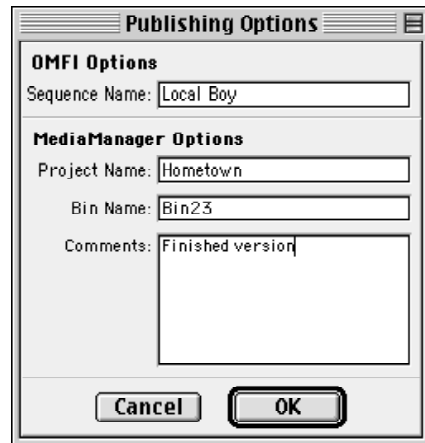 Publishing Options
OMFI Options
Sequence Name: Local Boy
MediaManager Options
Project Name: Hometown
Bin Name: Bin23
Comments: Finished version
Cancel OK